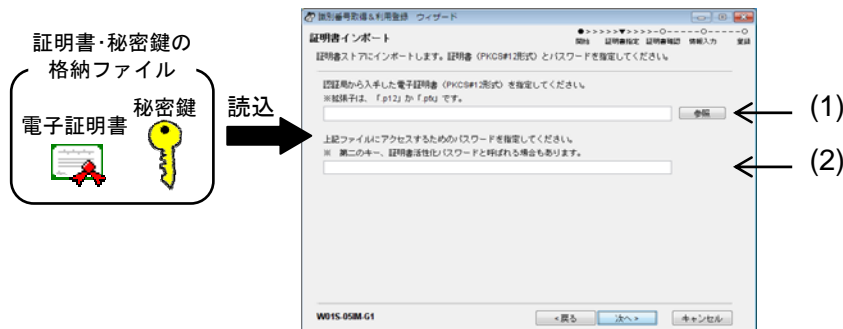 証明書・秘密鍵の
格納ファイル
電子証明書
秘密鍵
読込
識別番号取得&利用登録 ウィザード
証明書インポート
●>>>>>▼>>>>-○-----○-----○
開始 証明書指定 証明書確認 情報入力 登録
証明書ストアにインポートします。証明書（PKCS#12形式）とパスワードを指定してください。
認証局から入手した電子証明書（PKCS#12形式）を指定してください。
※拡張子は、「p12」か「pfx」です。
参照
(1)
上記ファイルにアクセスするためのパスワードを指定してください。
※ 第二のキー、証明書活性化パスワードと呼ばれる場合もあります。
(2)
W01S-05IM-G1
<戻る
次へ>
キャンセル